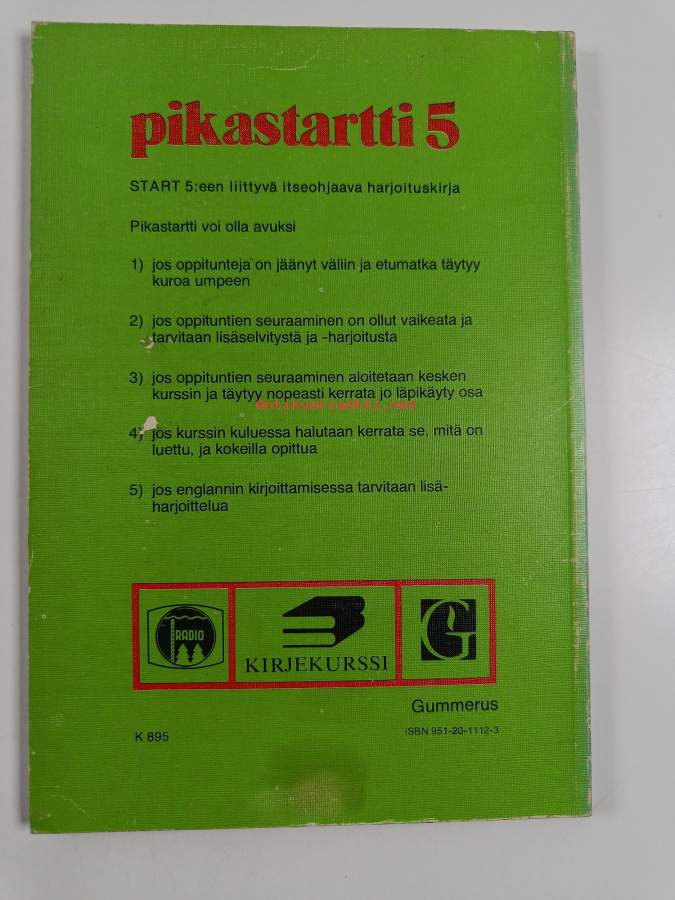 pikastartti 5
START 5:een liittyvä itseohjaava harjoituskirja
Pikastartti voi olla avuksi
1) jos oppitunteja on jäänyt väliin ja etumatka täytyy
kuroa umpeen
2) jos oppituntien seuraaminen on ollut vaikeata ja
tarvitaan lisäselvitystä ja -harjoitusta
3) jos oppituntien seuraaminen aloitetaan kesken
kurssin ja täytyy nopeasti kerrata jo läpikäyty osa
Antikvariaatti.net
4) jos kurssin kuluessa halutaan kerrata se, mitä on
luettu, ja kokeilla opittua
5) jos englannin kirjoittamisessa tarvitaan lisä-
harjoittelua
RADIO
KIRJEKURSSI
G
Gummerus
K 895
ISBN 951-20-1112-3